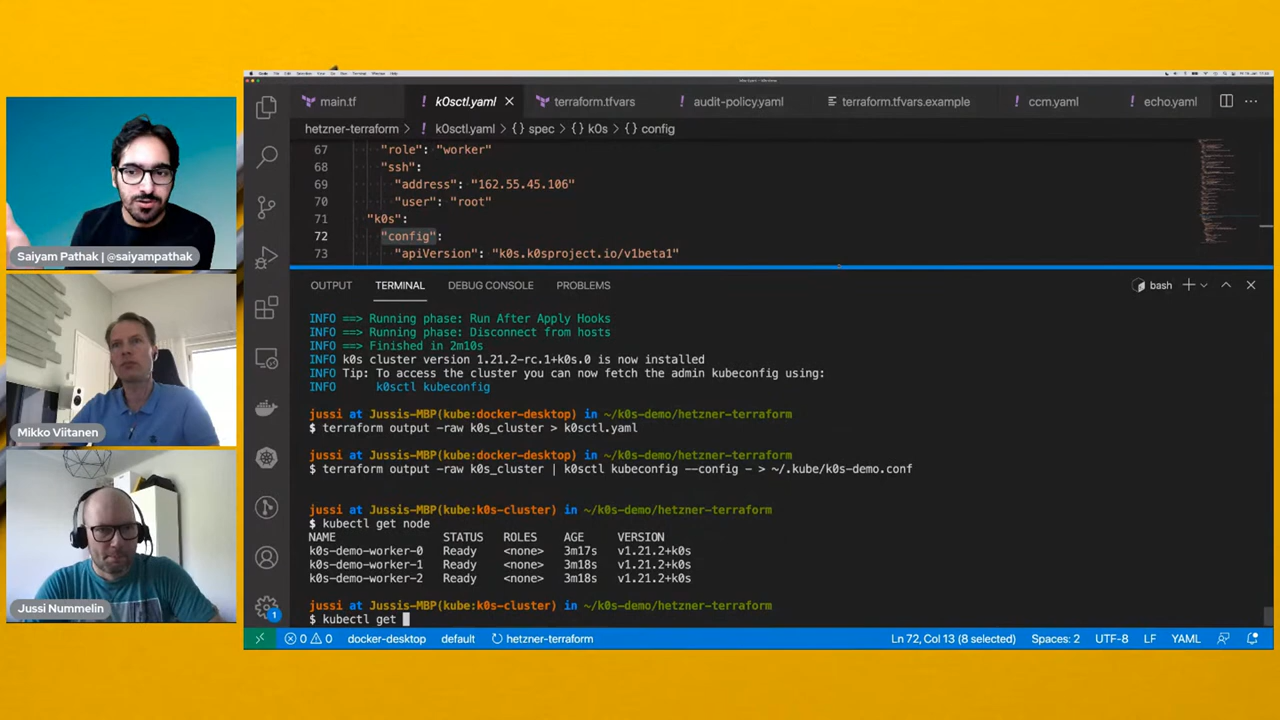 Saiyam Pathak | @saiyampathak
Mikko Viitanen
Jussi Nummelin
main.tf
k0sctl.yaml
terraform.tfvars
audit-policy.yaml
terraform.tfvars.example
ccm.yaml
echo.yaml
hetzner-terraform > ! k0sctl.yaml > {} spec > {} k0s > {} config
67 "role": "worker"
68 "ssh":
69 "address": "162.55.45.106"
70 "user": "root"
71 "k0s":
72 "config":
73 "apiVersion": "k0s.k0sproject.io/v1beta1"
OUTPUT TERMINAL DEBUG CONSOLE PROBLEMS bash
INFO ==> Running phase: Run After Apply Hooks
INFO ==> Running phase: Disconnect from hosts
INFO ==> Finished in 2m10s
INFO k0s cluster version 1.21.2-rc.1+k0s.0 is now installed
INFO Tip: To access the cluster you can now fetch the admin kubeconfig using:
INFO k0sctl kubeconfig
jussi at Jussis-MBP(kube:docker-desktop) in ~/k0s-demo/hetzner-terraform
$ terraform output -raw k0s_cluster > k0sctl.yaml
jussi at Jussis-MBP(kube:docker-desktop) in ~/k0s-demo/hetzner-terraform
$ terraform output -raw k0s_cluster | k0sctl kubeconfig --config - > ~/.kube/k0s-demo.conf
jussi at Jussis-MBP(kube:k0s-cluster) in ~/k0s-demo/hetzner-terraform
$ kubectl get node
NAME STATUS ROLES AGE VERSION
k0s-demo-worker-0 Ready <none> 3m17s v1.21.2+k0s
k0s-demo-worker-1 Ready <none> 3m18s v1.21.2+k0s
k0s-demo-worker-2 Ready <none> 3m18s v1.21.2+k0s
jussi at Jussis-MBP(kube:k0s-cluster) in ~/k0s-demo/hetzner-terraform
$ kubectl get
1
0 0 docker-desktop default hetzner-terraform Ln 72, Col 13 (8 selected) Spaces: 2 UTF-8 LF YAML